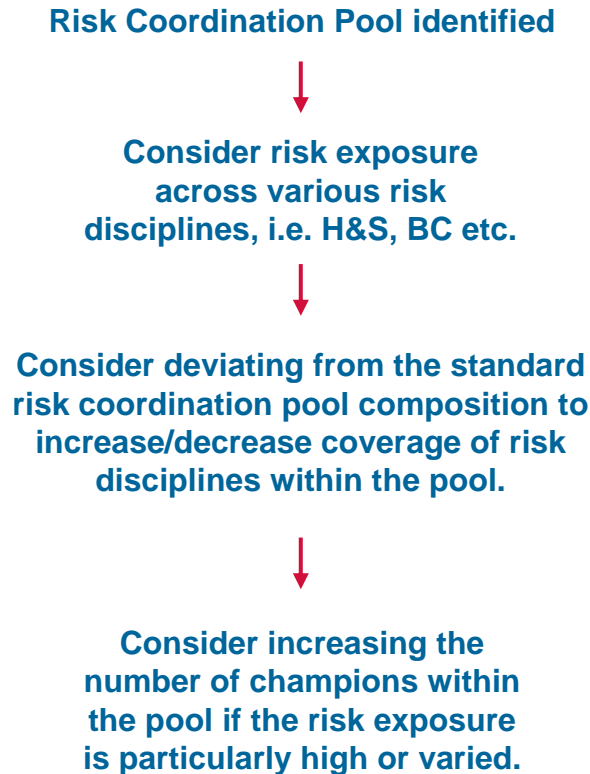 Risk Coordination Pool identified
Consider risk exposure
across various risk
disciplines, i.e. H&S, BC etc.
Consider deviating from the standard
risk coordination pool composition to
increase/decrease coverage of risk
disciplines within the pool.
Consider increasing the
number of champions within
the pool if the risk exposure
is particularly high or varied.